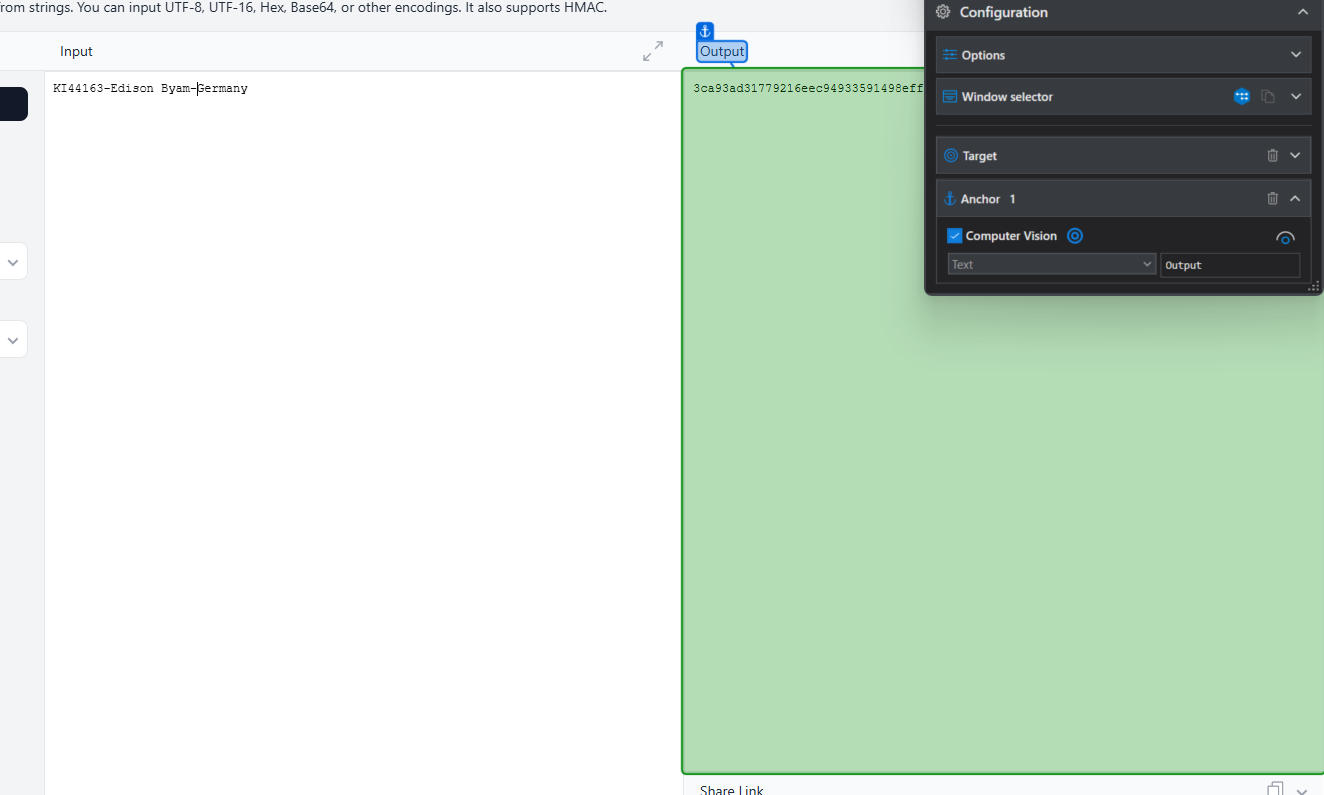 rom strings. You can input UTF-8, UTF-16, Hex, Base64, or other encodings. It also supports HMAC.
Input
Output
KI44163-Edison Byam-Germany
3ca93ad31779216eec94933591498eff
Configuration
Options
Window selector
Target
Anchor 1
Computer Vision
Text
Output
Share Link